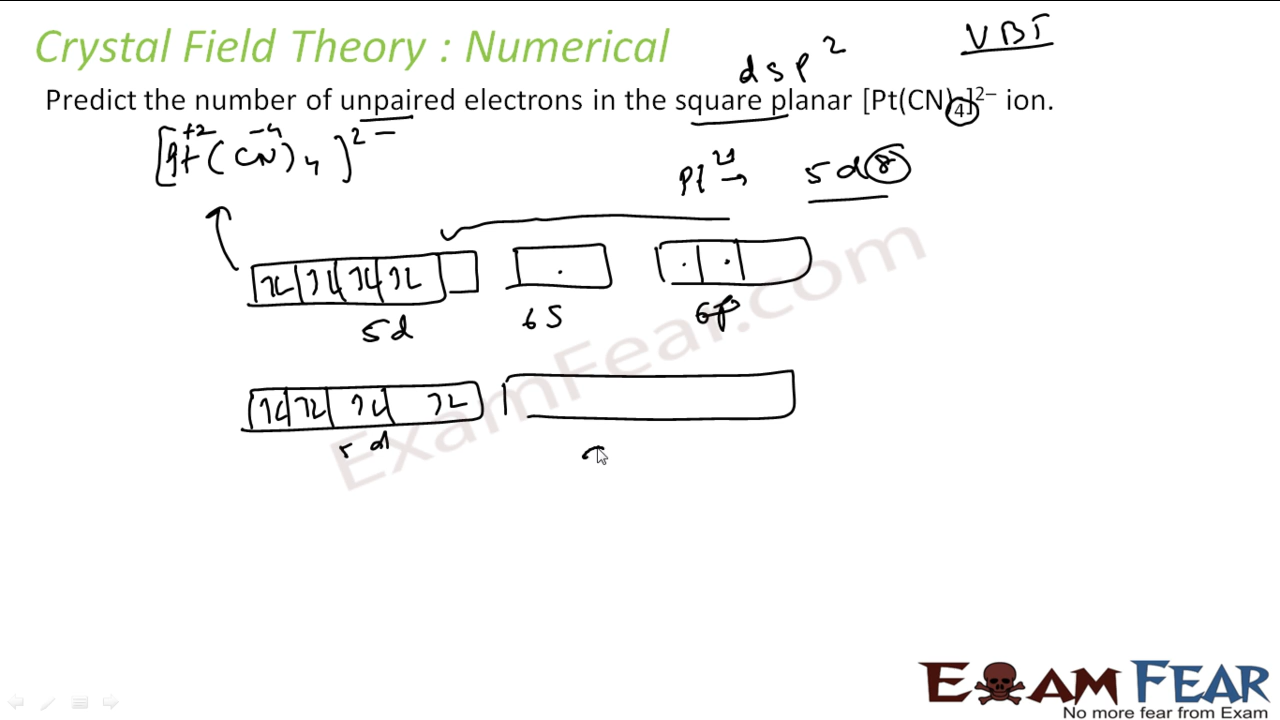 Crystal Field Theory : Numerical
VBT
dsp²
Predict the number of unpaired electrons in the square planar [Pt(CN)₄]²⁻ ion.
+2 -4
[Pt(CN)₄]²⁻
Pt²⁺ → 5d⁸
5d 6s 6p
5d
ExamFear.com
EXAM FEAR
No more fear from Exam